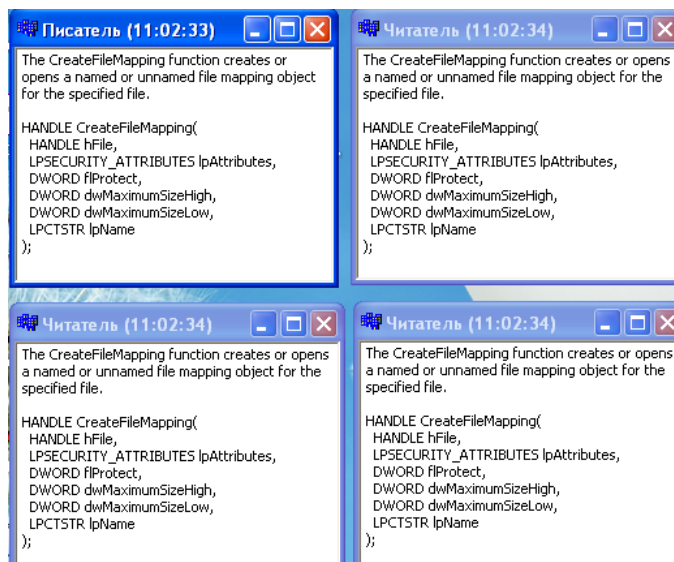 Писатель (11:02:33)
The CreateFileMapping function creates or
opens a named or unnamed file mapping object
for the specified file.
HANDLE CreateFileMapping(
HANDLE hFile,
LPSECURITY_ATTRIBUTES lpAttributes,
DWORD flProtect,
DWORD dwMaximumSizeHigh,
DWORD dwMaximumSizeLow,
LPCTSTR lpName
);
Читатель (11:02:34)
The CreateFileMapping function creates or opens
a named or unnamed file mapping object for the
specified file.
HANDLE CreateFileMapping(
HANDLE hFile,
LPSECURITY_ATTRIBUTES lpAttributes,
DWORD flProtect,
DWORD dwMaximumSizeHigh,
DWORD dwMaximumSizeLow,
LPCTSTR lpName
);
Читатель (11:02:34)
The CreateFileMapping function creates or opens
a named or unnamed file mapping object for the
specified file.
HANDLE CreateFileMapping(
HANDLE hFile,
LPSECURITY_ATTRIBUTES lpAttributes,
DWORD flProtect,
DWORD dwMaximumSizeHigh,
DWORD dwMaximumSizeLow,
LPCTSTR lpName
);
Читатель (11:02:34)
The CreateFileMapping function creates or opens
a named or unnamed file mapping object for the
specified file.
HANDLE CreateFileMapping(
HANDLE hFile,
LPSECURITY_ATTRIBUTES lpAttributes,
DWORD flProtect,
DWORD dwMaximumSizeHigh,
DWORD dwMaximumSizeLow,
LPCTSTR lpName
);